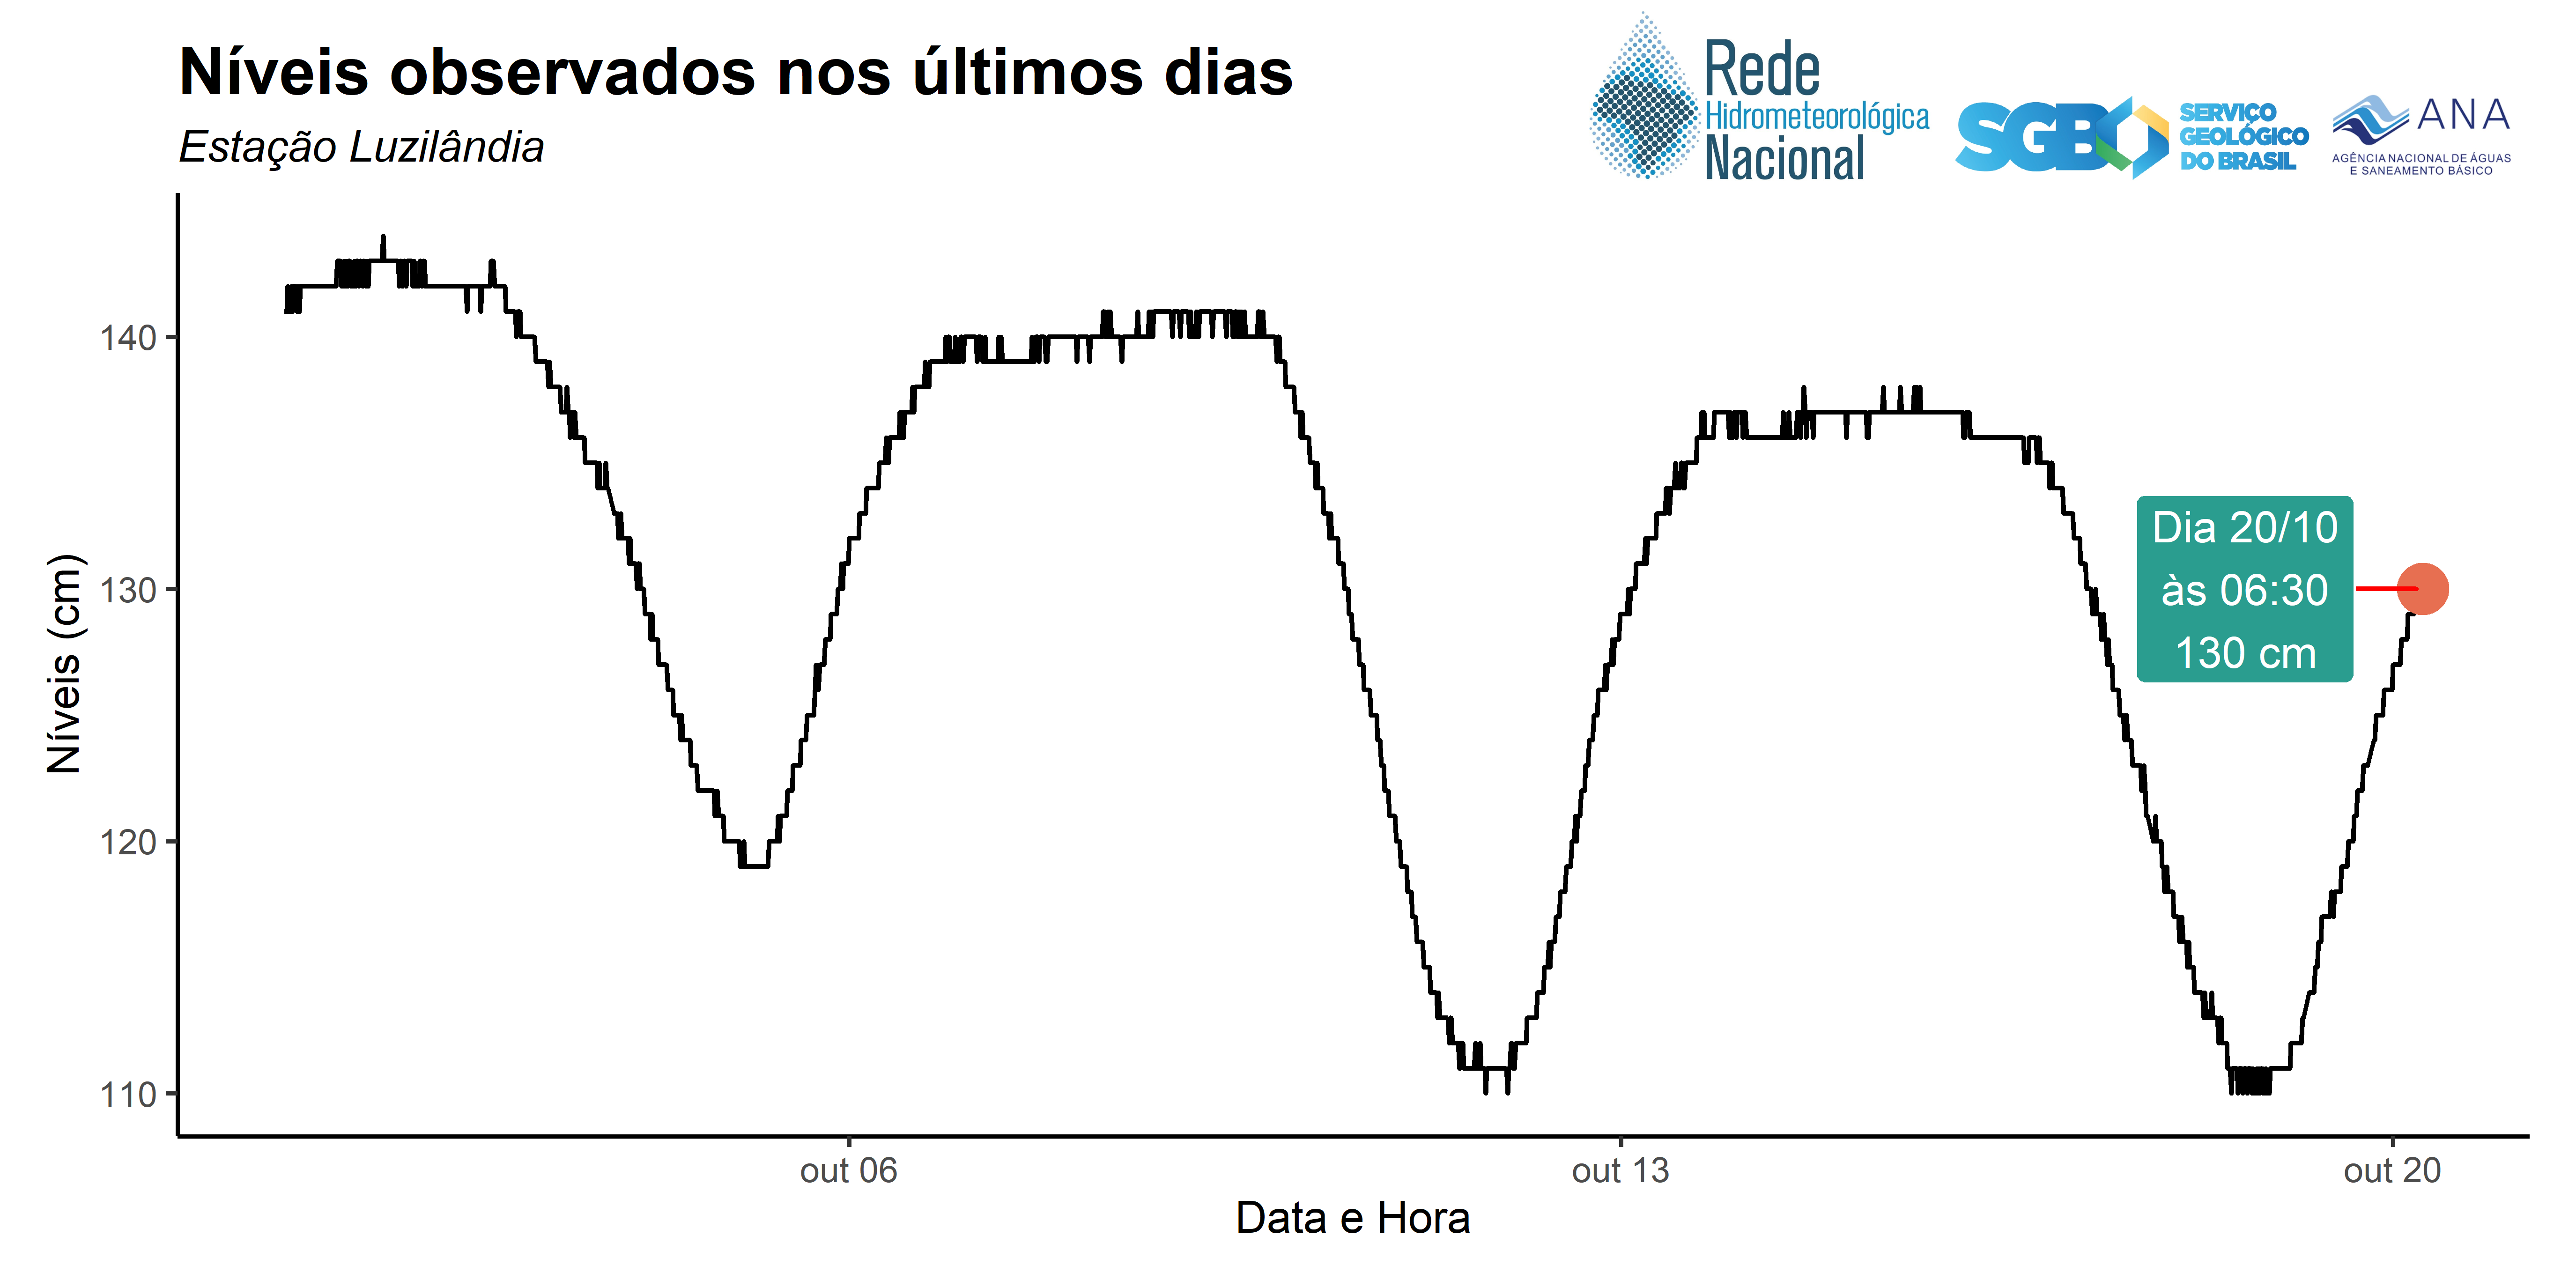 Níveis observados nos últimos dias
Estação Luzilândia
Rede
Hidrometeorológica
Nacional
SGB
SERVIÇO
GEOLÓGICO
DO BRASIL
ANA
AGÊNCIA NACIONAL DE ÁGUAS
E SANEAMENTO BÁSICO
Níveis (cm)
140
130
120
110
Dia 20/10
às 06:30
130 cm
out 06
out 13
out 20
Data e Hora